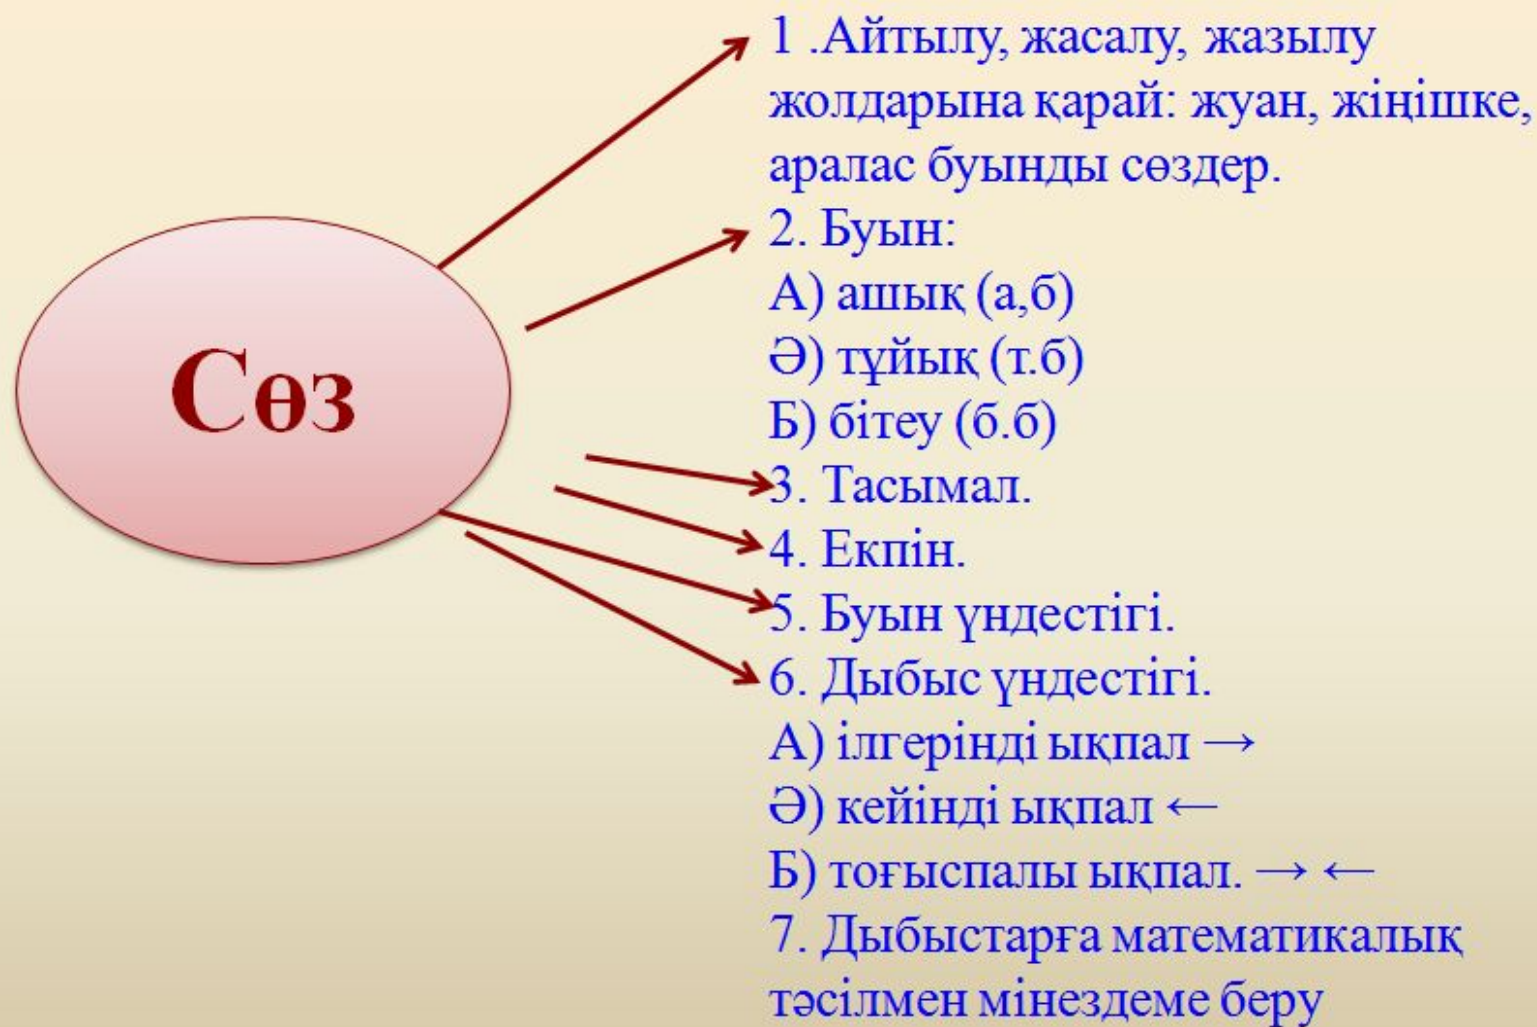 Сөз
1 .Айтылу, жасалу, жазылу
жолдарына қарай: жуан, жіңішке,
аралас буынды сөздер.
2. Буын:
А) ашық (а,б)
Ә) тұйық (т.б)
Б) бітеу (б.б)
3. Тасымал.
4. Екпін.
5. Буын үндестігі.
6. Дыбыс үндестігі.
А) ілгерінді ықпал →
Ә) кейінді ықпал ←
Б) тоғыспалы ықпал. → ←
7. Дыбыстарға математикалық
тәсілмен мінездеме беру